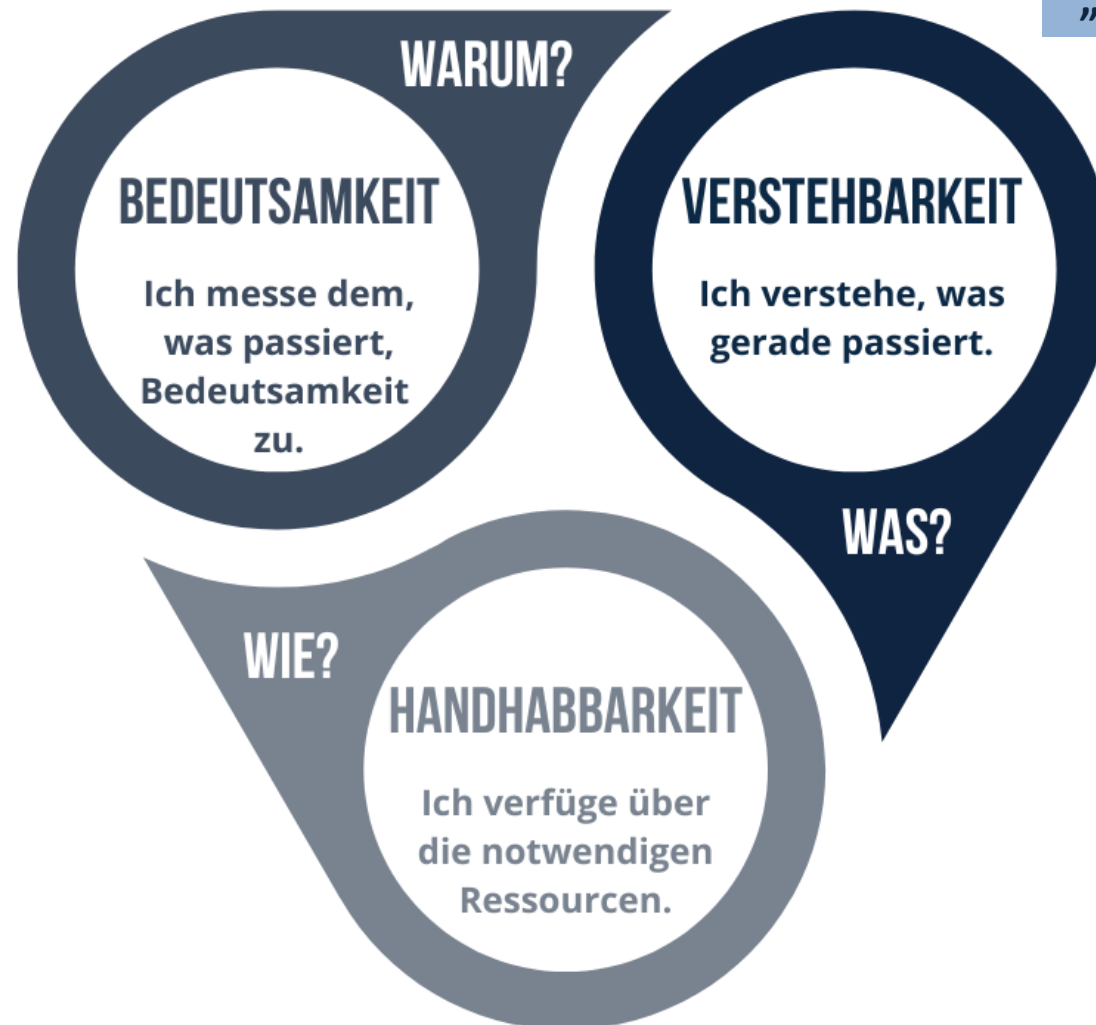 „
WARUM?
BEDEUTSAMKEIT
Ich messe dem,
was passiert,
Bedeutsamkeit
zu.
VERSTEHBARKEIT
Ich verstehe, was
gerade passiert.
WAS?
WIE?
HANDHABBARKEIT
Ich verfüge über
die notwendigen
Ressourcen.